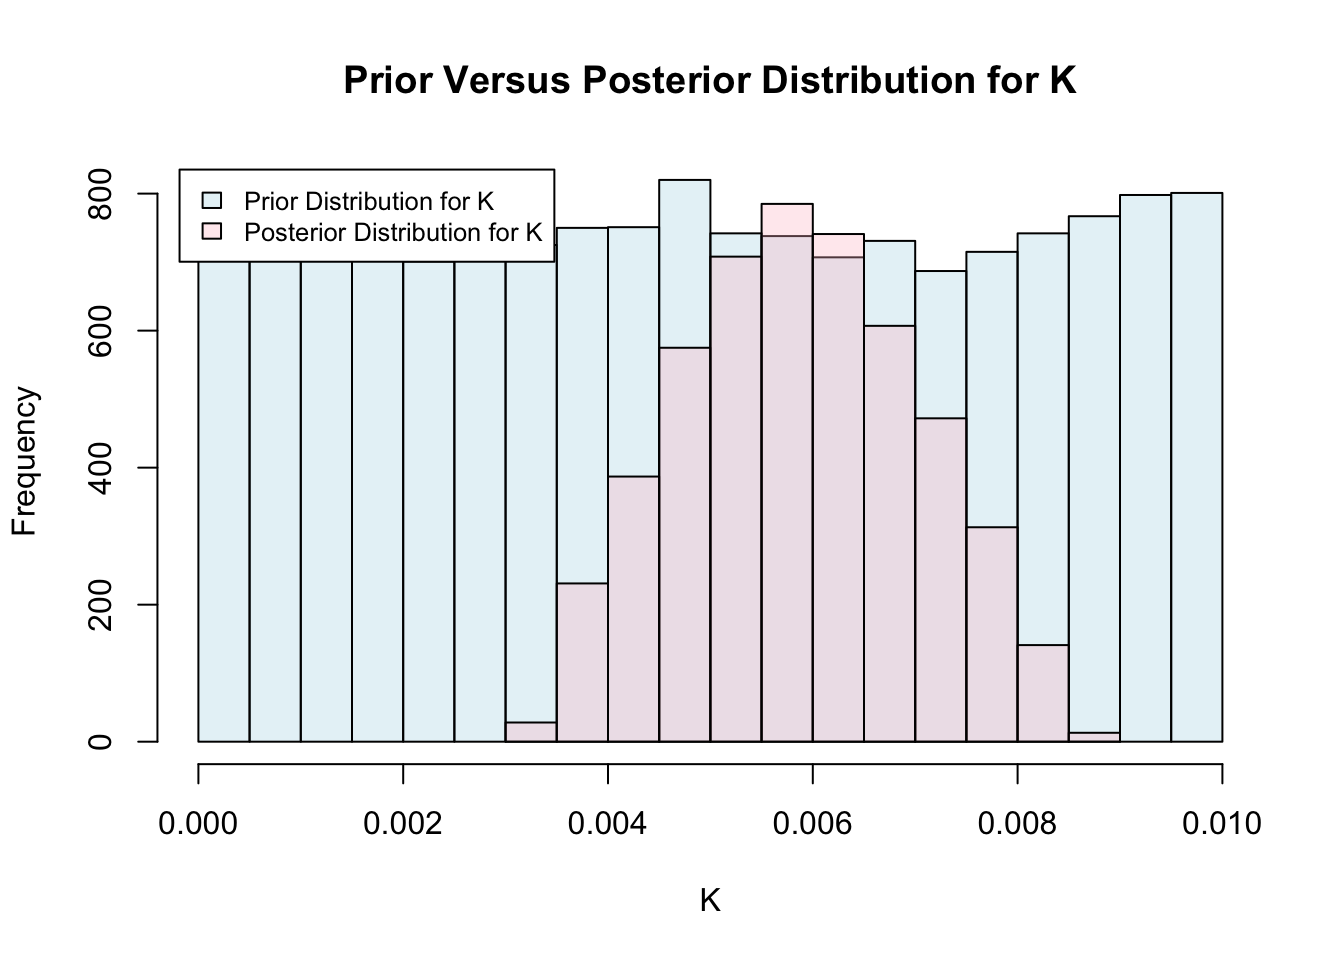 Prior Versus Posterior Distribution for K
Prior Distribution for K
Posterior Distribution for K
800
600
400
200
0
Frequency
0.000 0.002 0.004 0.006 0.008 0.010
K